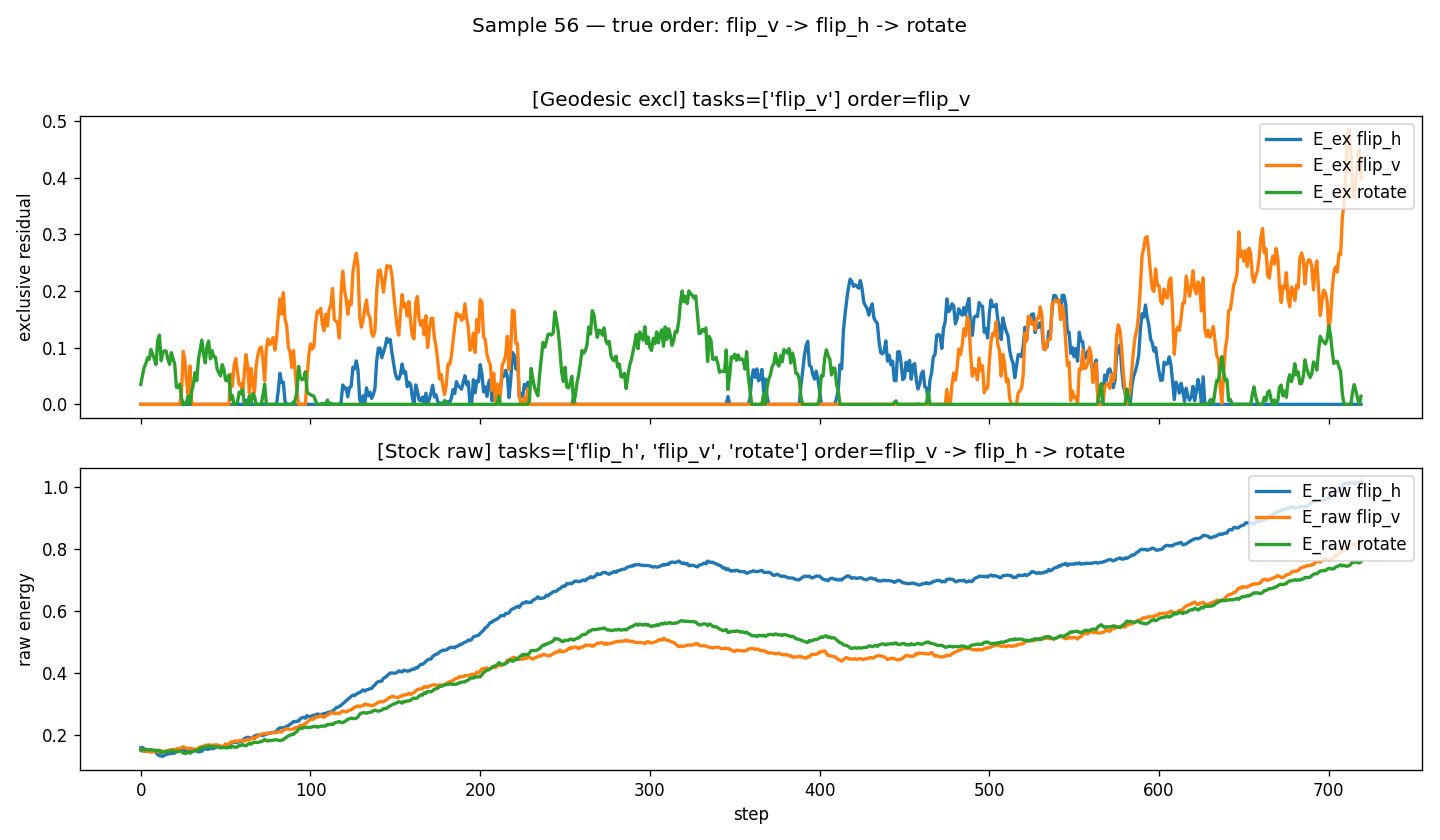 Sample 56 — true order: flip_v -> flip_h -> rotate
[Geodesic excl] tasks=['flip_v'] order=flip_v
exclusive residual
0.5
0.4
0.3
0.2
0.1
0.0
E_ex flip_h
E_ex flip_v
E_ex rotate
[Stock raw] tasks=['flip_h', 'flip_v', 'rotate'] order=flip_v -> flip_h -> rotate
raw energy
1.0
0.8
0.6
0.4
0.2
E_raw flip_h
E_raw flip_v
E_raw rotate
0 100 200 300 400 500 600 700
step